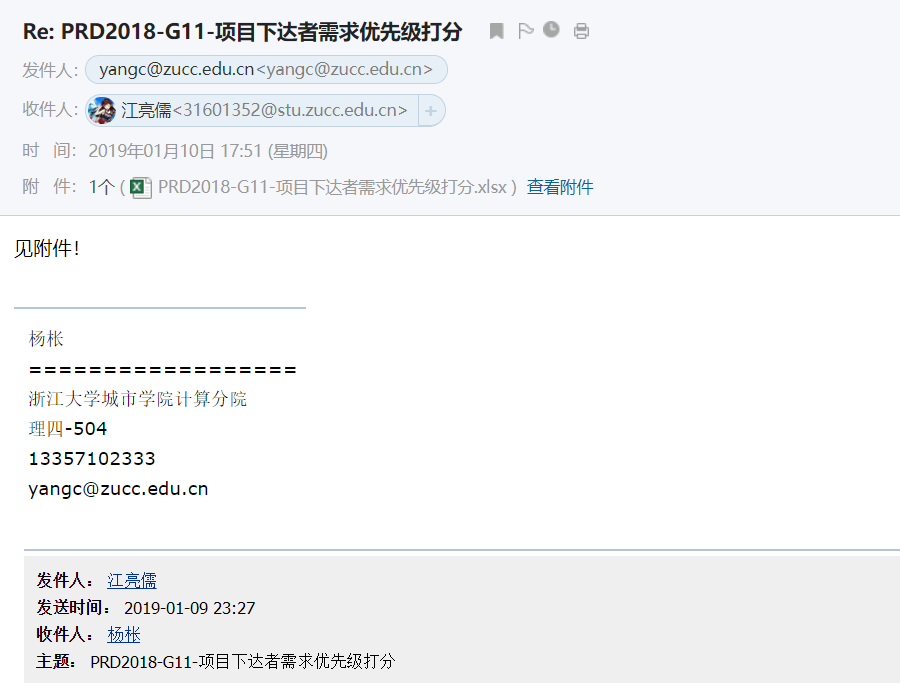 Re: PRD2018-G11-项目下达者需求优先级打分
发件人： yangc@zucc.edu.cn<yangc@zucc.edu.cn>
收件人： 江亮儒<31601352@stu.zucc.edu.cn> +
时 间： 2019年01月10日 17:51 (星期四)
附 件： 1个 ( PRD2018-G11-项目下达者需求优先级打分.xlsx ) 查看附件
见附件！
杨枨
==================
浙江大学城市学院计算分院
理四-504
13357102333
yangc@zucc.edu.cn
发件人： 江亮儒
发送时间： 2019-01-09 23:27
收件人： 杨枨
主题： PRD2018-G11-项目下达者需求优先级打分